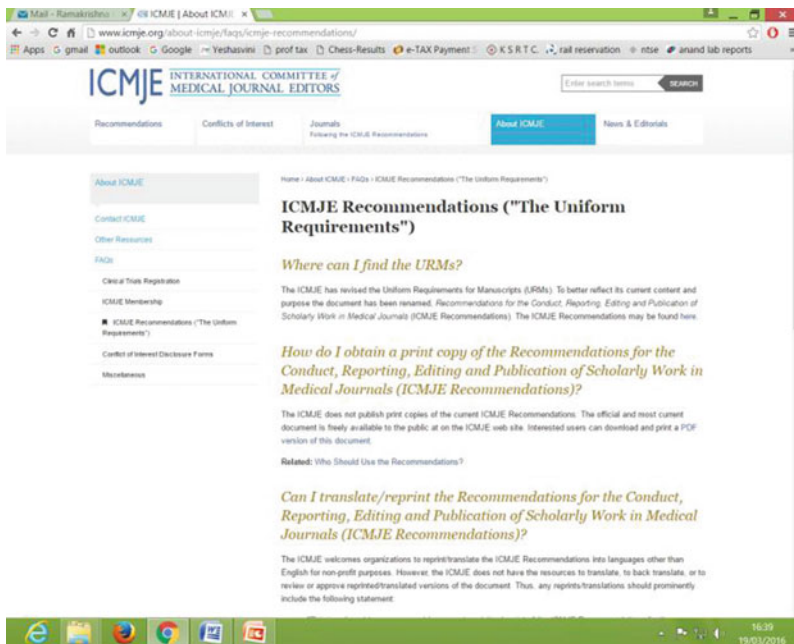 Mail - Ramakrishna
ICMJE | About ICMJE
www.icmje.org/about-icmje/faqs/icmje-recommendations/
Apps gmail outlook Google Yeshasvini prof tax Chess-Results e-TAX Payment K S R T C rail reservation ntse anand lab reports
ICMJE INTERNATIONAL COMMITTEE of
MEDICAL JOURNAL EDITORS
Enter search terms SEARCH
Recommendations Conflicts of Interest Journals About ICMJE News & Editorials
Following the ICMJE Recommendations
About ICMJE
Contact ICMJE
Other Resources
FAQs
Clinical Trials Registration
ICMJE Membership
ICMJE Recommendations ("The Uniform
Requirements")
Conflict of Interest Disclosure Forms
Miscellaneous
Home > About ICMJE > FAQs > ICMJE Recommendations ("The Uniform Requirements")
ICMJE Recommendations ("The Uniform
Requirements")
Where can I find the URMs?
The ICMJE has revised the Uniform Requirements for Manuscripts (URMs). To better reflect its current content and
purpose the document has been renamed, Recommendations for the Conduct, Reporting, Editing and Publication of
Scholarly Work in Medical Journals (ICMJE Recommendations). The ICMJE Recommendations may be found here.
How do I obtain a print copy of the Recommendations for the
Conduct, Reporting, Editing and Publication of Scholarly Work in
Medical Journals (ICMJE Recommendations)?
The ICMJE does not publish print copies of the current ICMJE Recommendations. The official and most current
document is freely available to the public at on the ICMJE web site. Interested users can download and print a PDF
version of this document.
Related: Who Should Use the Recommendations?
Can I translate/reprint the Recommendations for the Conduct,
Reporting, Editing and Publication of Scholarly Work in Medical
Journals (ICMJE Recommendations)?
The ICMJE welcomes organizations to reprint/translate the ICMJE Recommendations into languages other than
English for non-profit purposes. However, the ICMJE does not have the resources to translate, to back translate, or to
review or approve reprinted/translated versions of the document. Thus, any reprints/translations should prominently
include the following statement:
16:39
19/03/2016